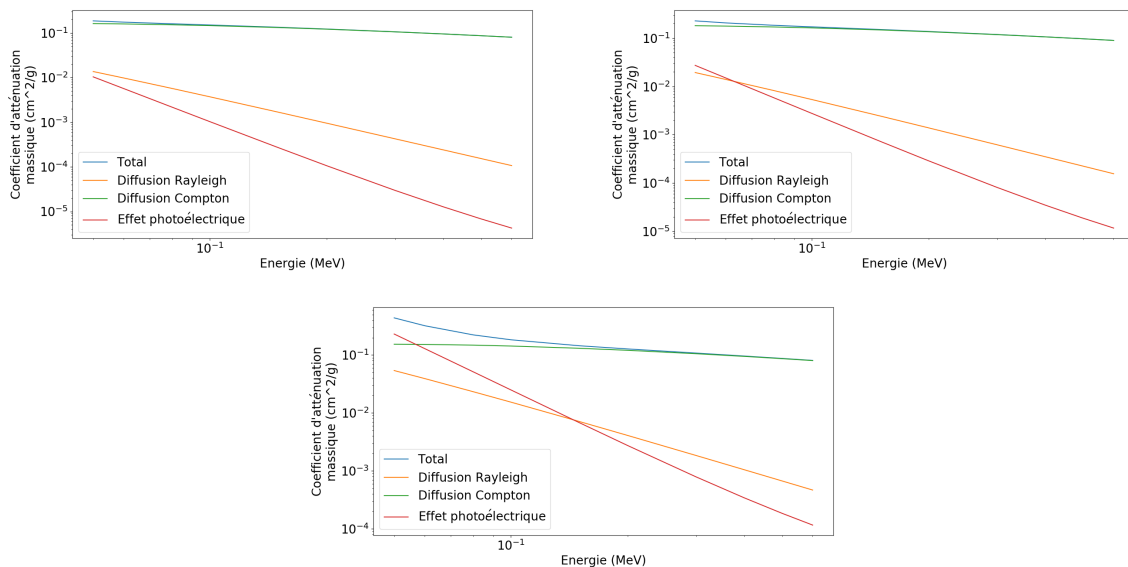 Coefficient d'atténuation
massique (cm^2/g)
10^-1
10^-2
10^-3
10^-4
10^-5
Total
Diffusion Rayleigh
Diffusion Compton
Effet photoélectrique
10^-1
Energie (MeV)
Coefficient d'atténuation
massique (cm^2/g)
10^-1
10^-2
10^-3
10^-4
10^-5
Total
Diffusion Rayleigh
Diffusion Compton
Effet photoélectrique
10^-1
Energie (MeV)
Coefficient d'atténuation
massique (cm^2/g)
10^-1
10^-2
10^-3
10^-4
Total
Diffusion Rayleigh
Diffusion Compton
Effet photoélectrique
10^-1
Energie (MeV)